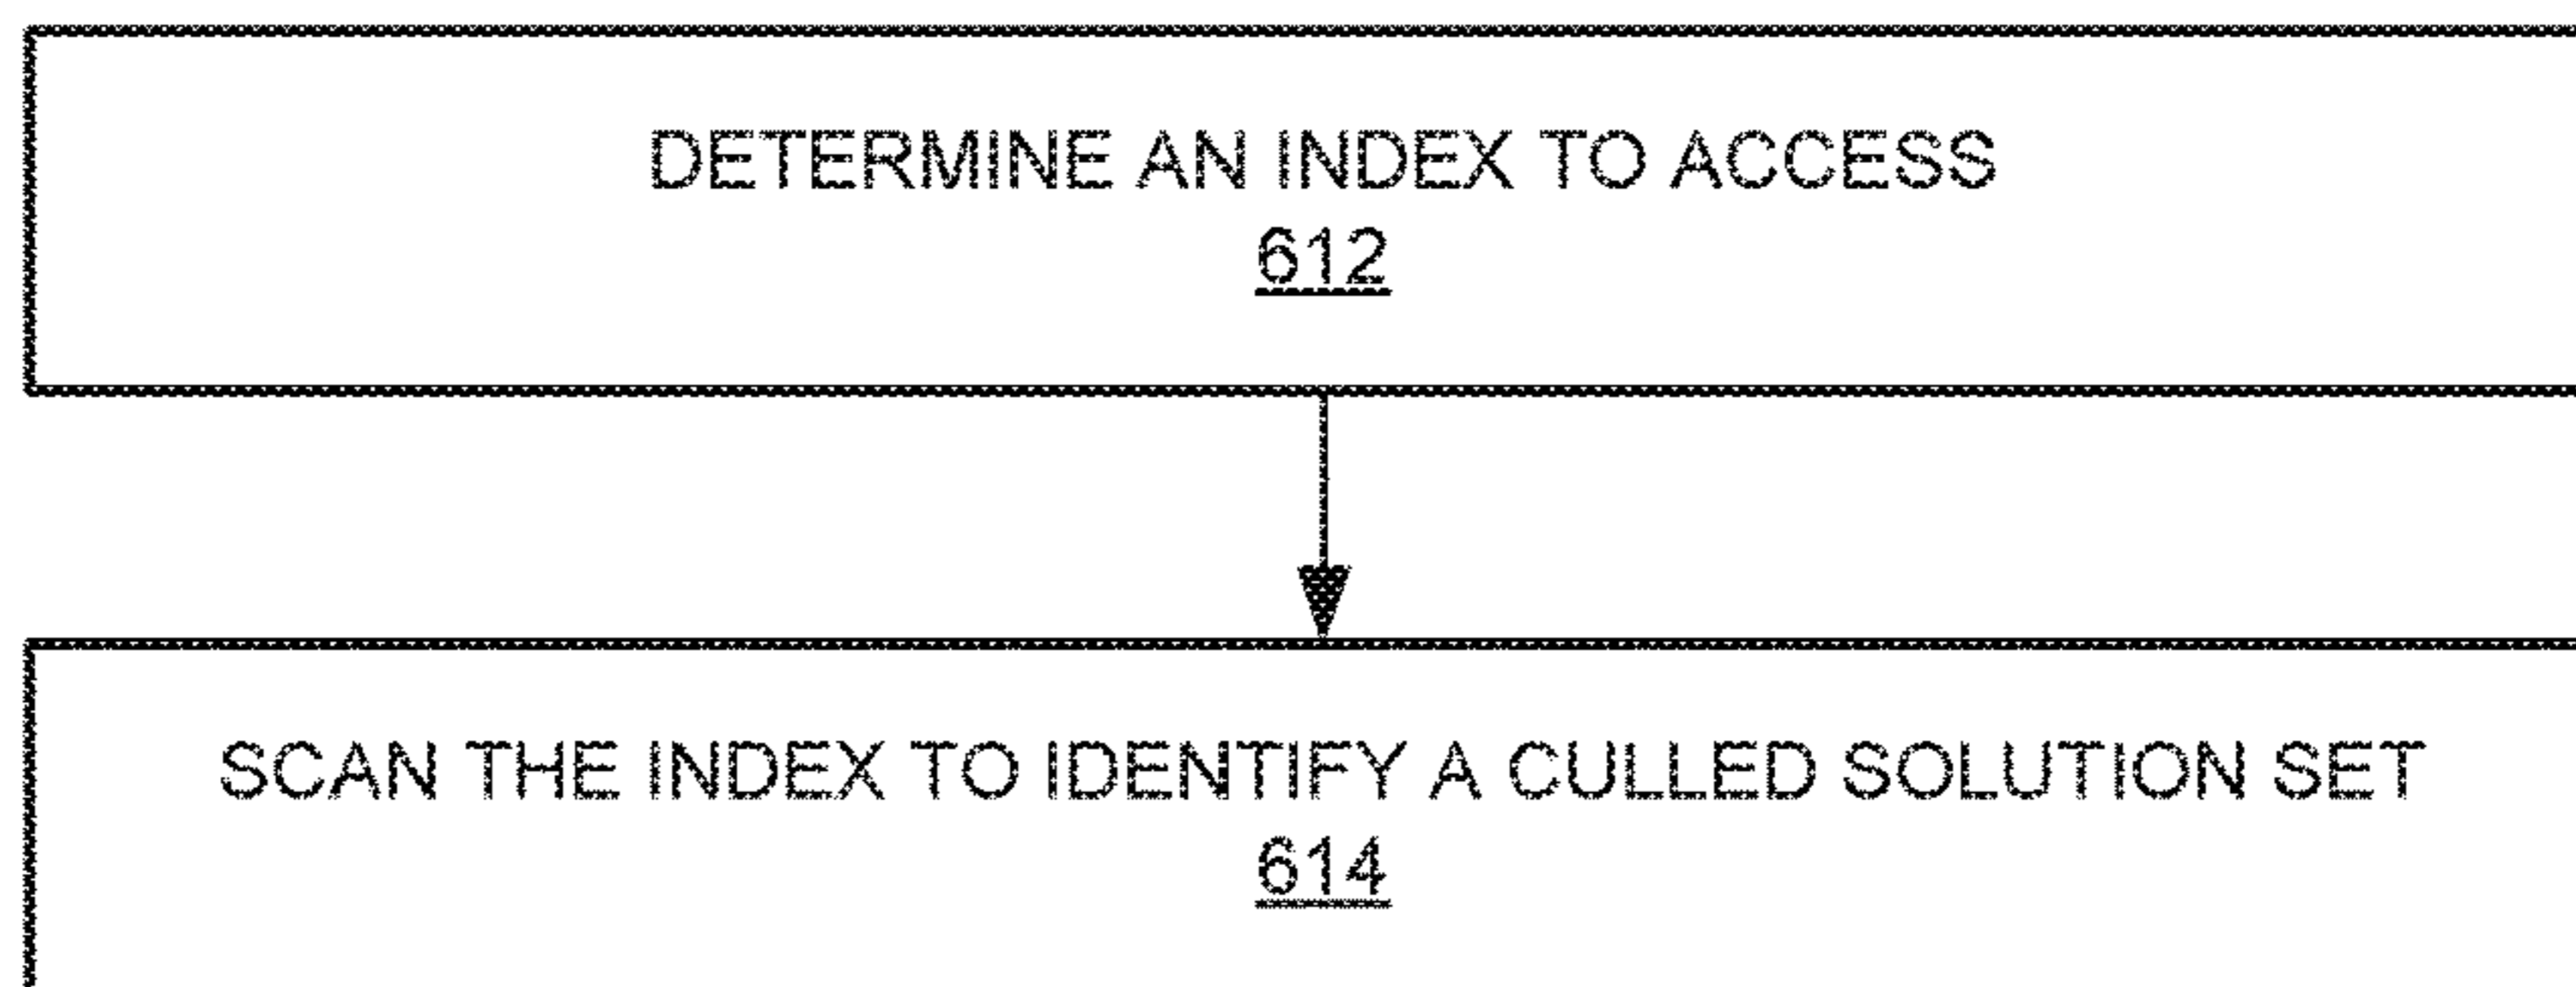 DETERMINE AN INDEX TO ACCESS
612
SCAN THE INDEX TO IDENTIFY A CULLED SOLUTION SET
614